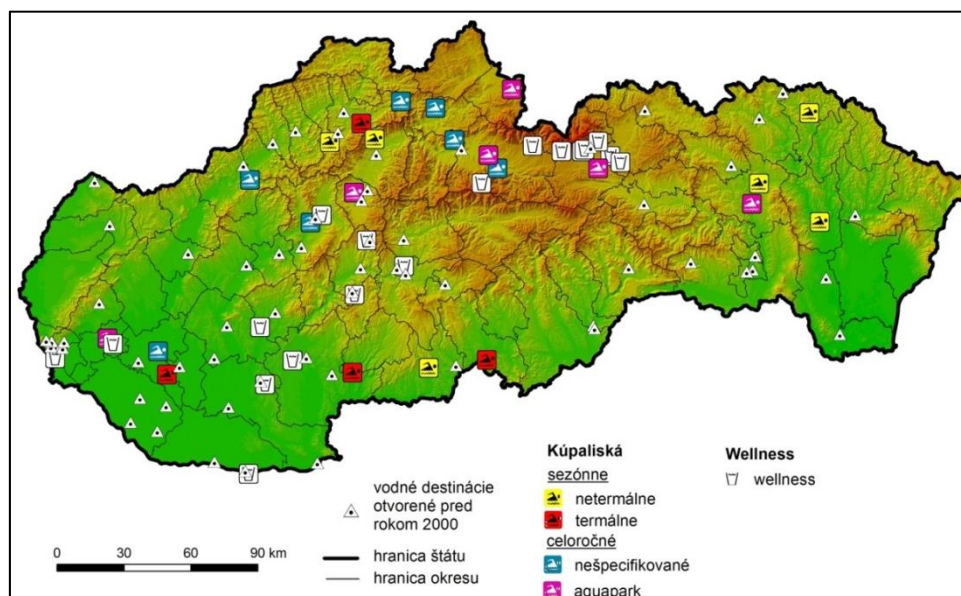 vodné destinácie
otvorené pred
rokom 2000
hranica štátu
hranica okresu
0 30 60 90 km
Kúpaliská
sezónne
netermálne
termálne
celoročné
nešpecifikované
aquapark
Wellness
wellness